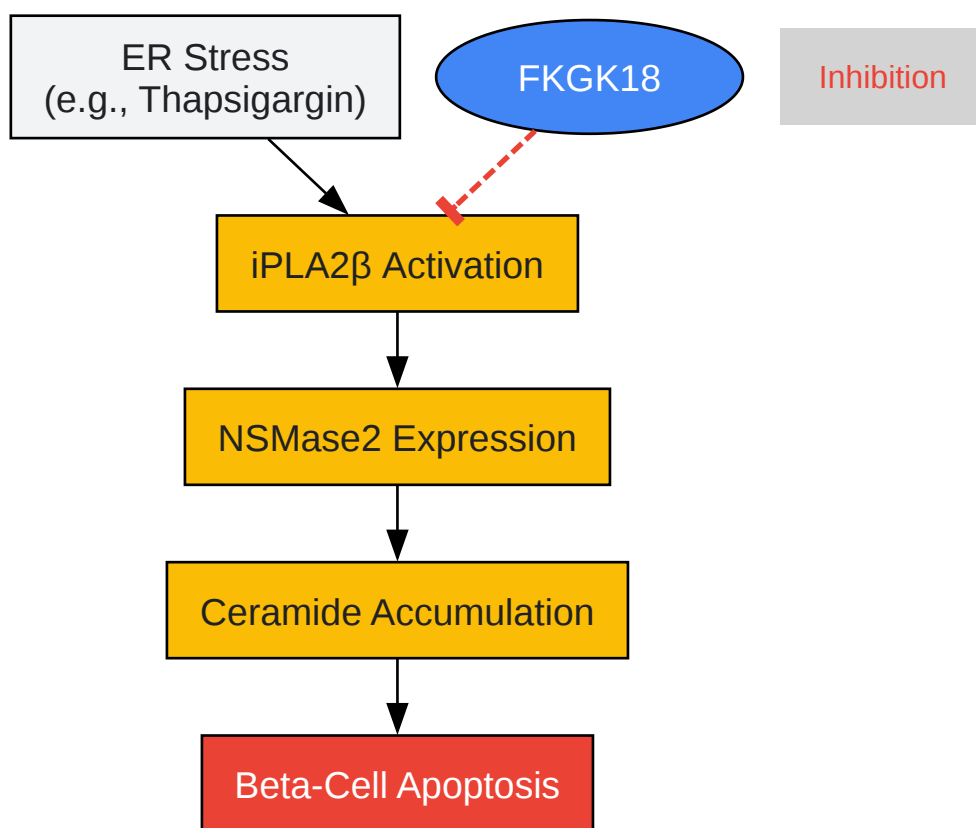 ER Stress
(e.g., Thapsigargin)
FKGK18
Inhibition
iPLA2β Activation
NSMase2 Expression
Ceramide Accumulation
Beta-Cell Apoptosis